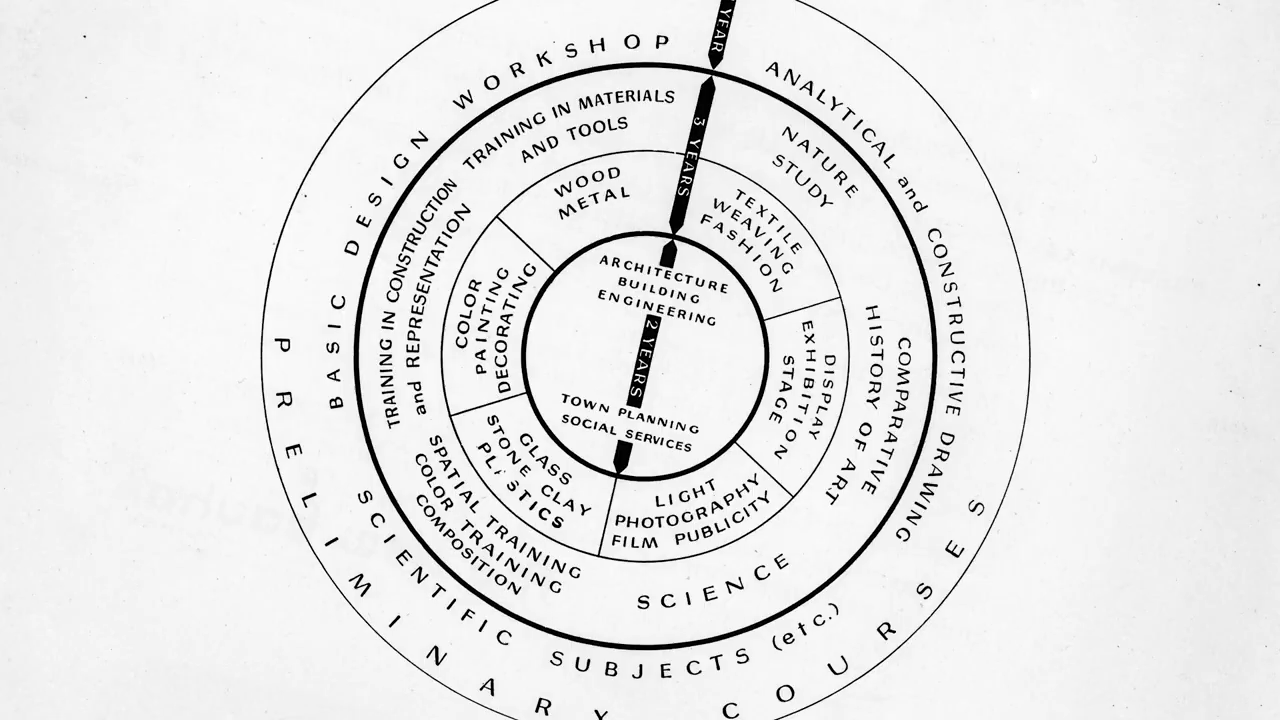 YEAR
PRELIMINARY COURSES
BASIC DESIGN WORKSHOP
ANALYTICAL and CONSTRUCTIVE DRAWING
SCIENTIFIC SUBJECTS (etc.)
3 YEARS
TRAINING IN MATERIALS
AND TOOLS
NATURE
STUDY
COMPARATIVE
HISTORY OF ART
SCIENCE
SPATIAL TRAINING
COLOR TRAINING
COMPOSITION
TRAINING IN CONSTRUCTION
and REPRESENTATION
WOOD
METAL
TEXTILE
WEAVING
FASHION
DISPLAY
EXHIBITION
STAGE
LIGHT
PHOTOGRAPHY
FILM PUBLICITY
GLASS
STONE CLAY
PLASTICS
COLOR
PAINTING
DECORATING
ARCHITECTURE
BUILDING
ENGINEERING
2 YEARS
TOWN PLANNING
SOCIAL SERVICES